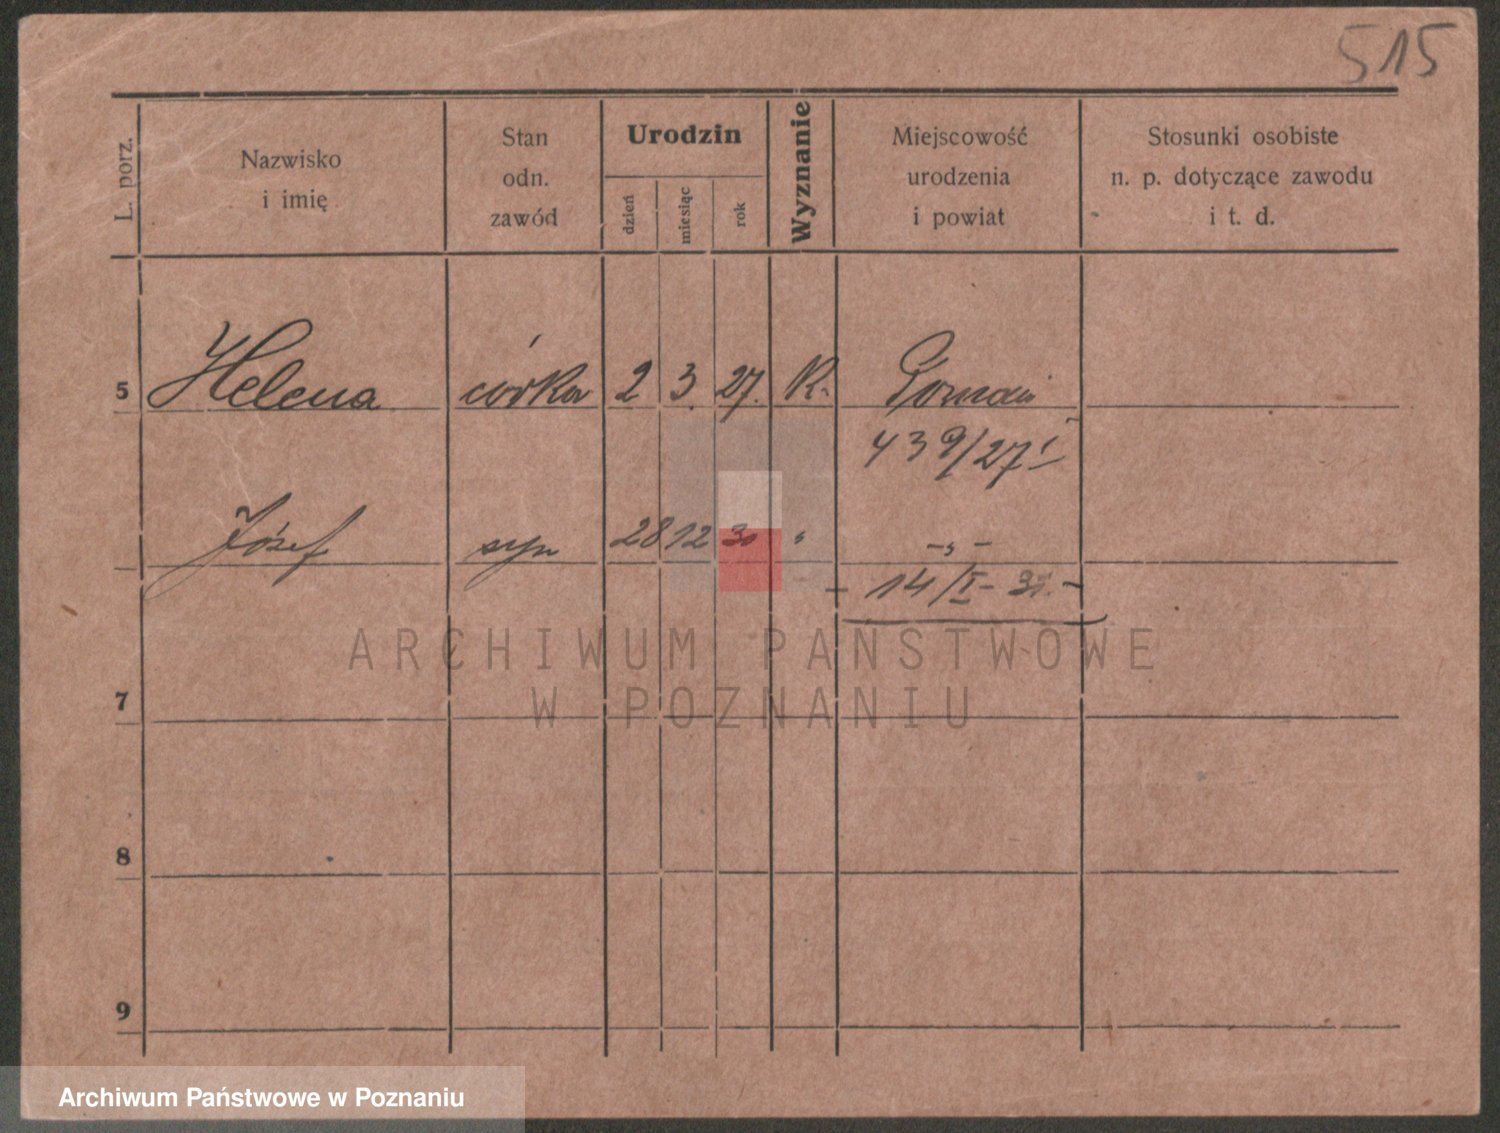 515
L. porz.
Nazwisko
i imię
Stan
odn.
zawód
Urodzin
dzień
miesiąc
rok
Wyznanie
Miejscowość
urodzenia
i powiat
Stosunki osobiste
n. p. dotyczące zawodu
i t. d.
5 Helena córka 2 3. 27. R. Poznań
439/27
Józef syn 28 12 30 " - " -
14/I - 31. -
ARCHIWUM PAŃSTWOWE
W POZNANIU
7
8
9
Archiwum Państwowe w Poznaniu